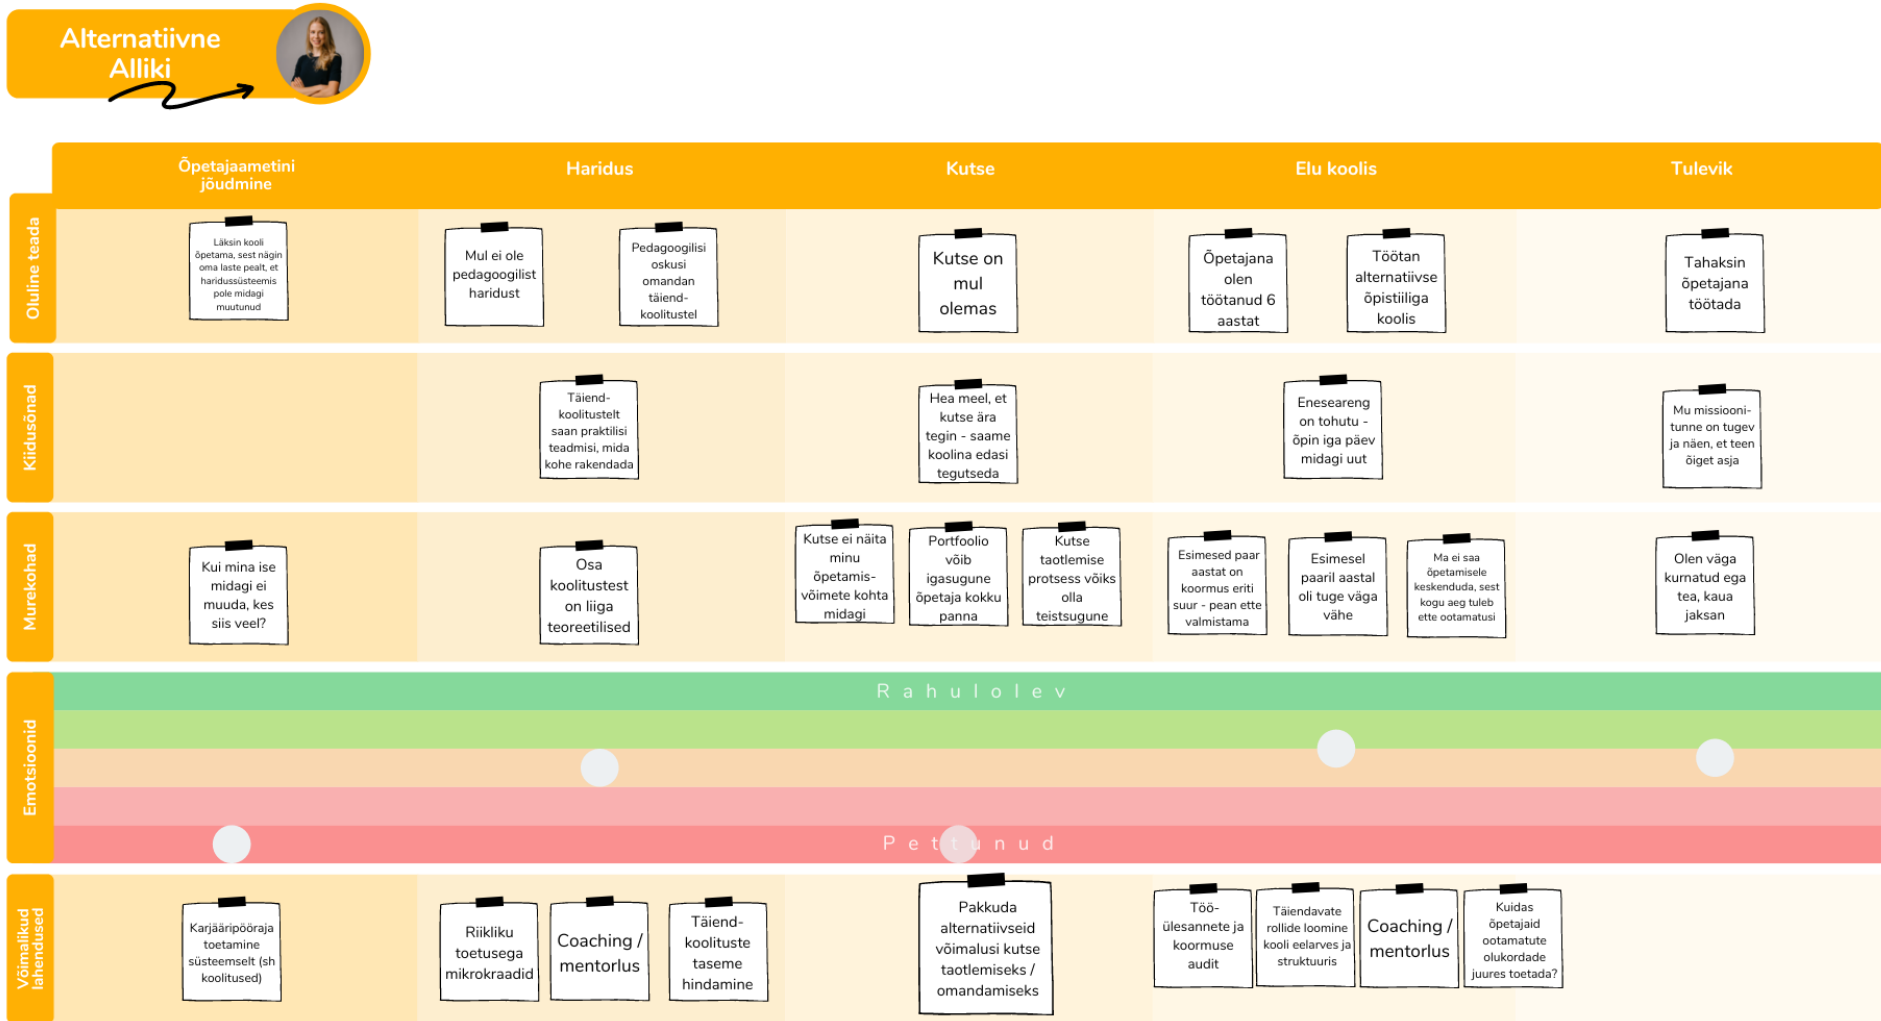 Alternatiivne
Alliki
Õpetajaametini
jõudmine
Haridus
Kutse
Elu koolis
Tulevik
Oluline teada
Läksin kooli
õpetama, sest nägin
oma laste pealt, et
haridussüsteemis
pole midagi
muutunud
Mul ei ole
pedagoogilist
haridust
Pedagoogilisi
oskusi
omandan
täiend-
koolitustel
Kutse on
mul
olemas
Õpetajana
olen
töötanud 6
aastat
Töötan
alternatiivse
õpistiiliga
koolis
Tahaksin
õpetajana
töötada
Kiidusõnad
Täiend-
koolitustelt
saan praktilisi
teadmisi, mida
kohe rakendada
Hea meel, et
kutse ära
tegin - saame
koolina edasi
tegutseda
Eneseareng
on tohutu -
õpin iga päev
midagi uut
Mu missiooni-
tunne on tugev
ja näen, et teen
õiget asja
Murekohad
Kui mina ise
midagi ei
muuda, kes
siis veel?
Osa
koolitustest
on liiga
teoreetilised
Kutse ei näita
minu
õpetamis-
võimete kohta
midagi
Portfoolio
võib
igasugune
õpetaja kokku
panna
Kutse
taotlemise
protsess võiks
olla
teistsugune
Esimesed paar
aastat on
koormus eriti
suur - pean ette
valmistama
Esimesel
paaril aastal
oli tuge väga
vähe
Ma ei saa
õpetamisele
keskenduda, sest
kogu aeg tuleb
ette ootamatusi
Olen väga
kurnatud ega
tea, kaua
jaksan
Emotsioonid
Rahulolev
Pettunud
Võimalikud
lahendused
Karjääripööraja
toetamine
süsteemselt (sh
koolitused)
Riikliku
toetusega
mikrokraadid
Coaching /
mentorlus
Täiend-
koolituste
taseme
hindamine
Pakkuda
alternatiivseid
võimalusi kutse
taotlemiseks /
omandamiseks
Töö-
ülesannete ja
koormuse
audit
Täiendavate
rollide loomine
kooli eelarves ja
struktuuris
Coaching /
mentorlus
Kuidas
õpetajaid
ootamatute
olukordade
juures toetada?